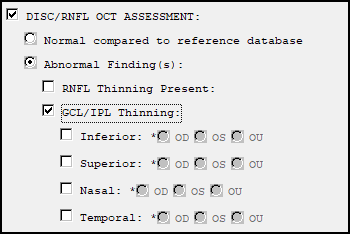 DISC/RNFL OCT ASSESSMENT:
Normal compared to reference database
Abnormal Finding(s):
RNFL Thinning Present:
GCL/IPL Thinning:
Inferior: * OD OS OU
Superior: * OD OS OU
Nasal: * OD OS OU
Temporal: * OD OS OU